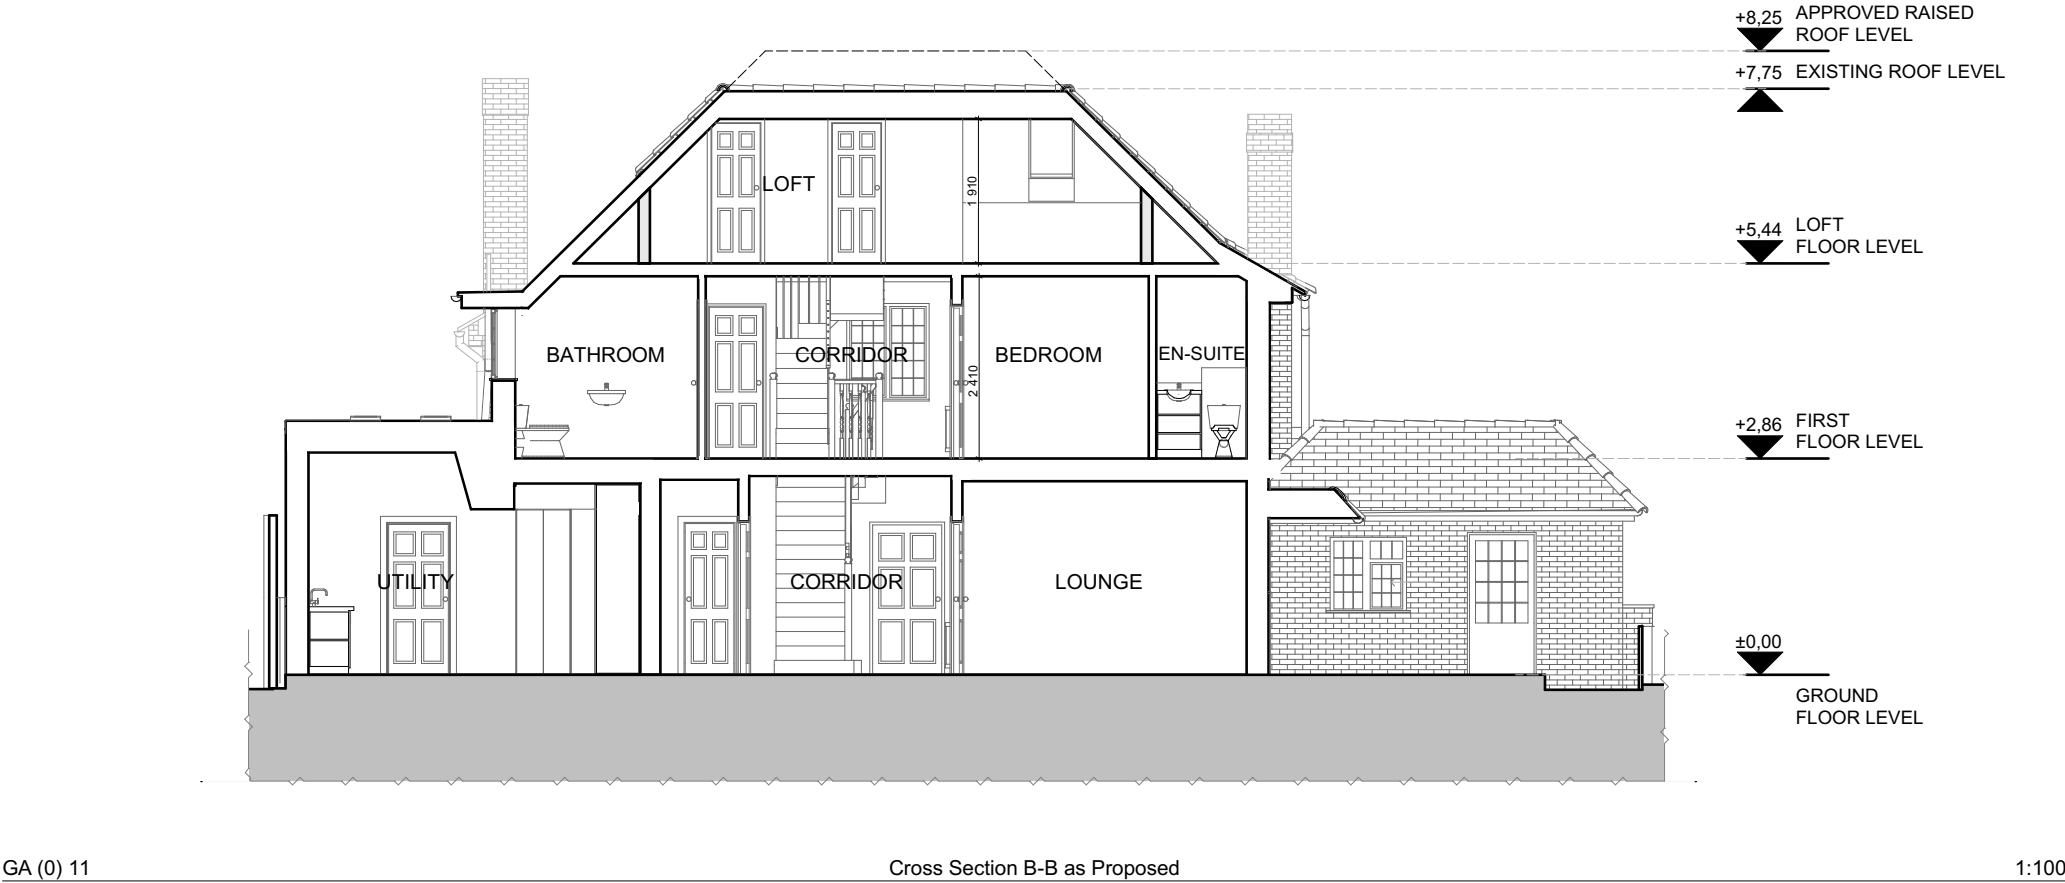 +8,25 APPROVED RAISED
ROOF LEVEL
+7,75 EXISTING ROOF LEVEL
LOFT
1 910
+5,44 LOFT
FLOOR LEVEL
BATHROOM
CORRIDOR
BEDROOM
EN-SUITE
2 410
+2,86 FIRST
FLOOR LEVEL
UTILITY
CORRIDOR
LOUNGE
±0,00
GROUND
FLOOR LEVEL
GA (0) 11
Cross Section B-B as Proposed
1:100